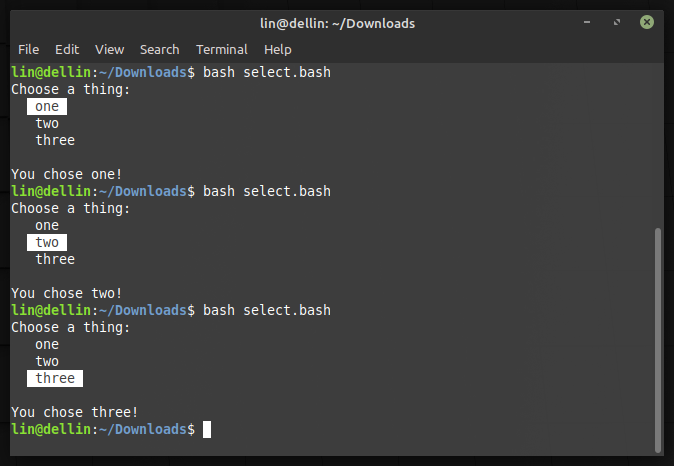 lin@dellin: ~/Downloads
File Edit View Search Terminal Help
lin@dellin:~/Downloads$ bash select.bash
Choose a thing:
one
two
three
You chose one!
lin@dellin:~/Downloads$ bash select.bash
Choose a thing:
one
two
three
You chose two!
lin@dellin:~/Downloads$ bash select.bash
Choose a thing:
one
two
three
You chose three!
lin@dellin:~/Downloads$